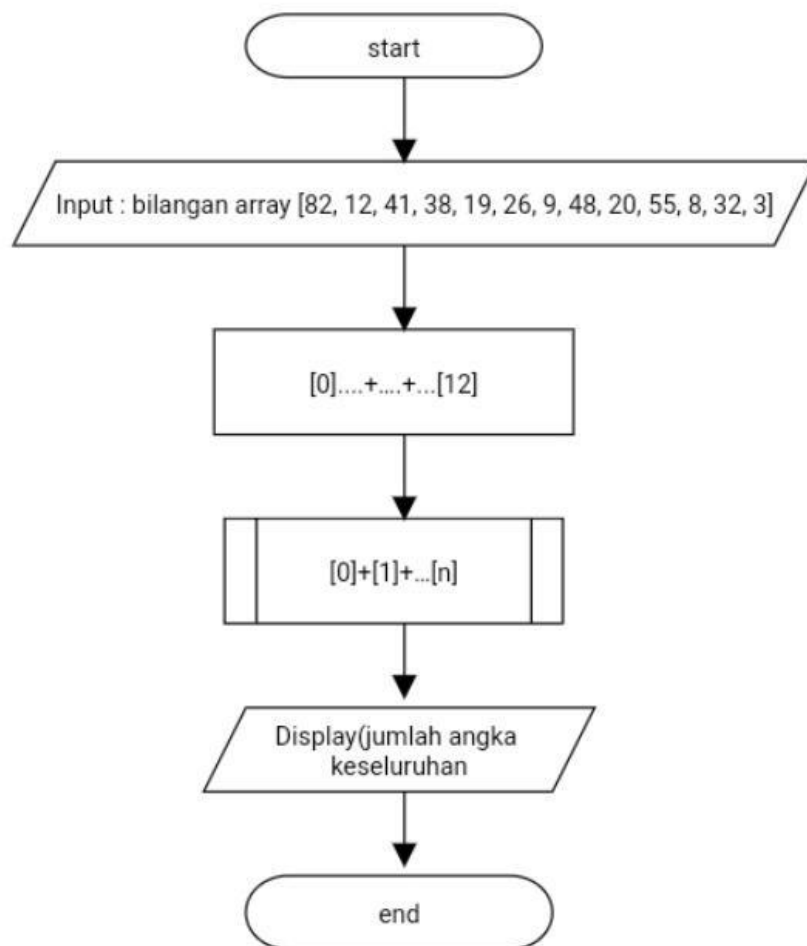 start
Input : bilangan array [82, 12, 41, 38, 19, 26, 9, 48, 20, 55, 8, 32, 3]
[0]....+....+...[12]
[0]+[1]+...[n]
Display(jumlah angka
keseluruhan
end